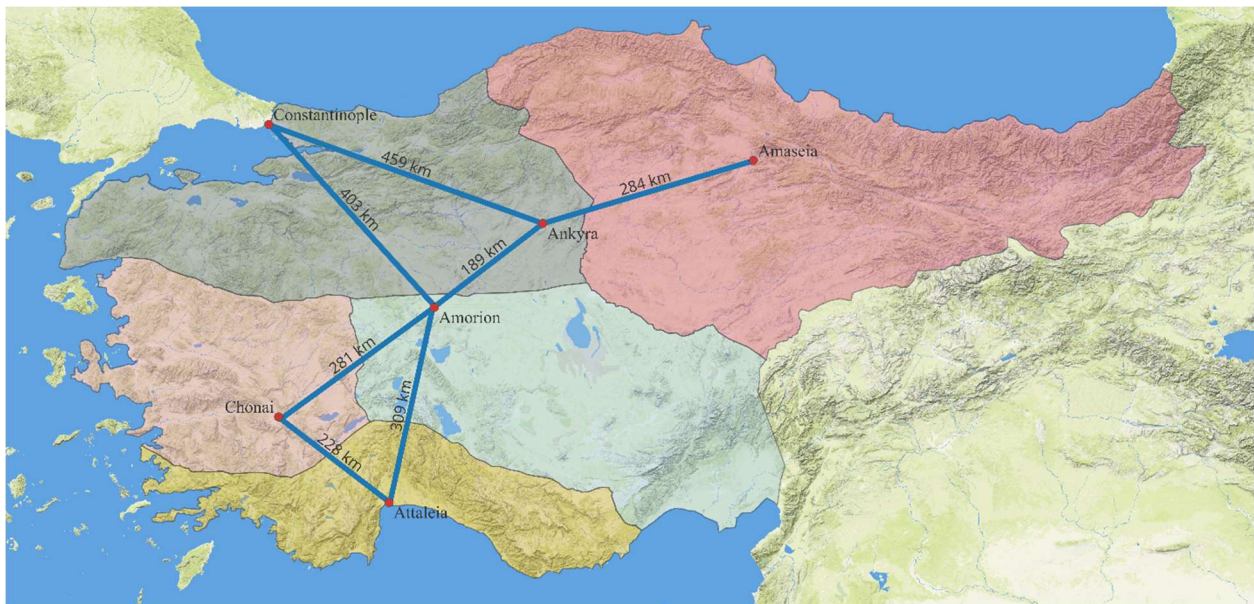 Constantinople
459 km
Amaseia
284 km
403 km
Ankyra
189 km
Amorion
281 km
309 km
Chonai
228 km
Attaleia